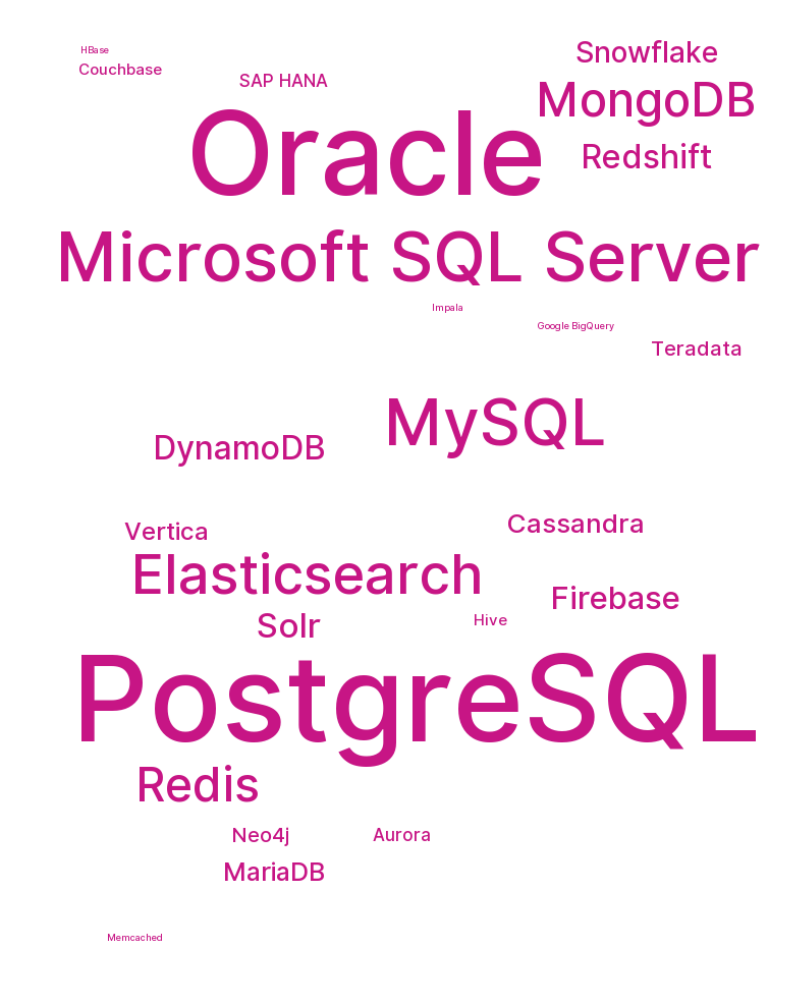 HBase
Snowflake
Couchbase
SAP HANA
MongoDB
Oracle
Redshift
Microsoft SQL Server
Impala
Google BigQuery
Teradata
MySQL
DynamoDB
Cassandra
Vertica
Elasticsearch
Firebase
Hive
Solr
PostgreSQL
Redis
Neo4j
Aurora
MariaDB
Memcached